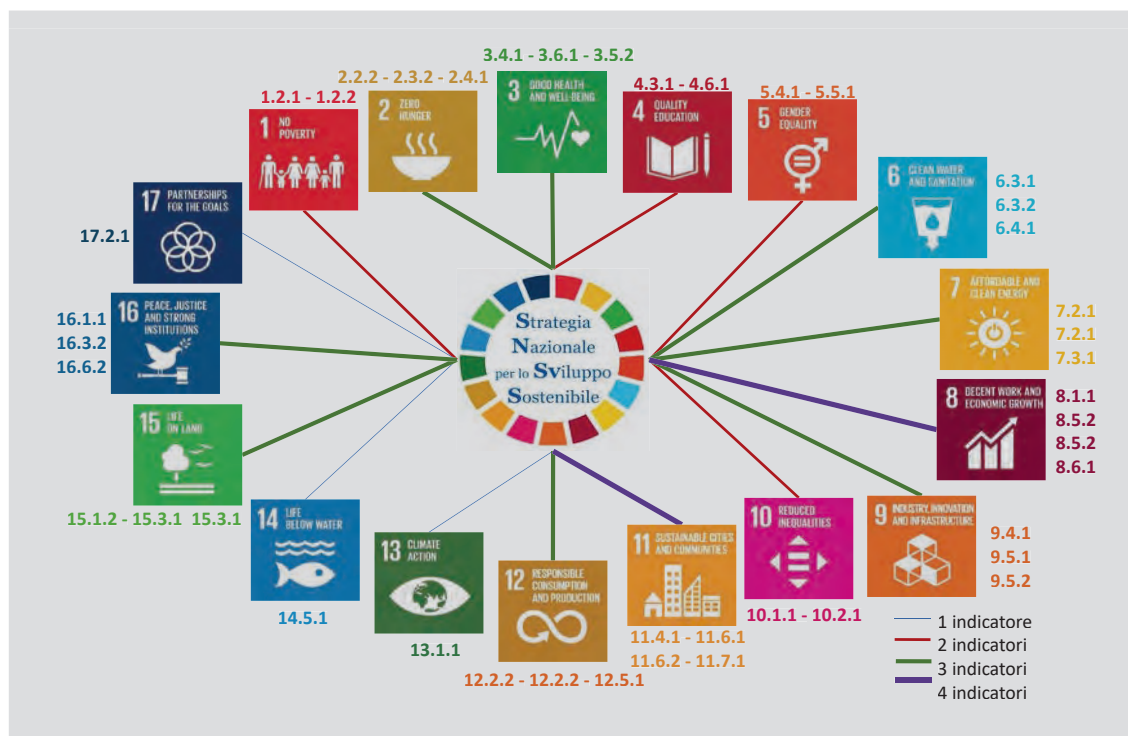 3.4.1 - 3.6.1 - 3.5.2
2.2.2 - 2.3.2 - 2.4.1
4.3.1 - 4.6.1
5.4.1 - 5.5.1
1.2.1 - 1.2.2
1 NO
POVERTY
2 ZERO
HUNGER
3 GOOD HEALTH
AND WELL-BEING
4 QUALITY
EDUCATION
5 GENDER
EQUALITY
6 CLEAN WATER
AND SANITATION
6.3.1
6.3.2
6.4.1
17 PARTNERSHIPS
FOR THE GOALS
17.2.1
7 AFFORDABLE AND
CLEAN ENERGY
7.2.1
7.2.1
7.3.1
16 PEACE, JUSTICE
AND STRONG
INSTITUTIONS
16.1.1
16.3.2
16.6.2
Strategia
Nazionale
per lo Sviluppo
Sostenibile
8 DECENT WORK AND
ECONOMIC GROWTH
8.1.1
8.5.2
8.5.2
8.6.1
15 LIFE
ON LAND
15.1.2 - 15.3.1 15.3.1
14 LIFE
BELOW WATER
14.5.1
13 CLIMATE
ACTION
13.1.1
12 RESPONSIBLE
CONSUMPTION
AND PRODUCTION
12.2.2 - 12.2.2 - 12.5.1
11 SUSTAINABLE CITIES
AND COMMUNITIES
11.4.1 - 11.6.1
11.6.2 - 11.7.1
10 REDUCED
INEQUALITIES
10.1.1 - 10.2.1
9 INDUSTRY, INNOVATION
AND INFRASTRUCTURE
9.4.1
9.5.1
9.5.2
1 indicatore
2 indicatori
3 indicatori
4 indicatori